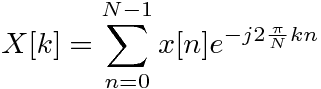 X[k] = \sum_{n=0}^{N-1} x[n] e^{-j2\frac{\pi}{N}kn}